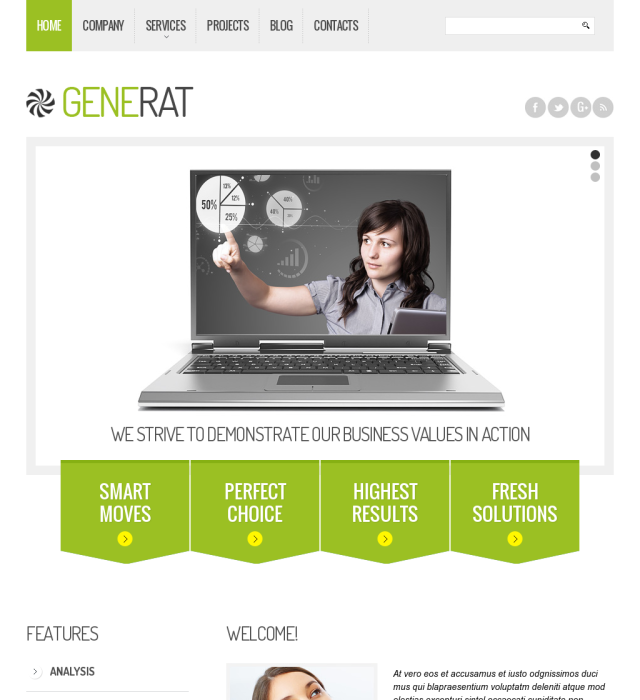 HOME COMPANY SERVICES PROJECTS BLOG CONTACTS
GENERAT
50% 13% 12% 25%
40% 40% 20%
WE STRIVE TO DEMONSTRATE OUR BUSINESS VALUES IN ACTION
SMART
MOVES
PERFECT
CHOICE
HIGHEST
RESULTS
FRESH
SOLUTIONS
FEATURES
ANALYSIS
WELCOME!
At vero eos et accusamus et iusto odgnissimos duci
mus qui blapraesentium voluptatm deleniti atque mod